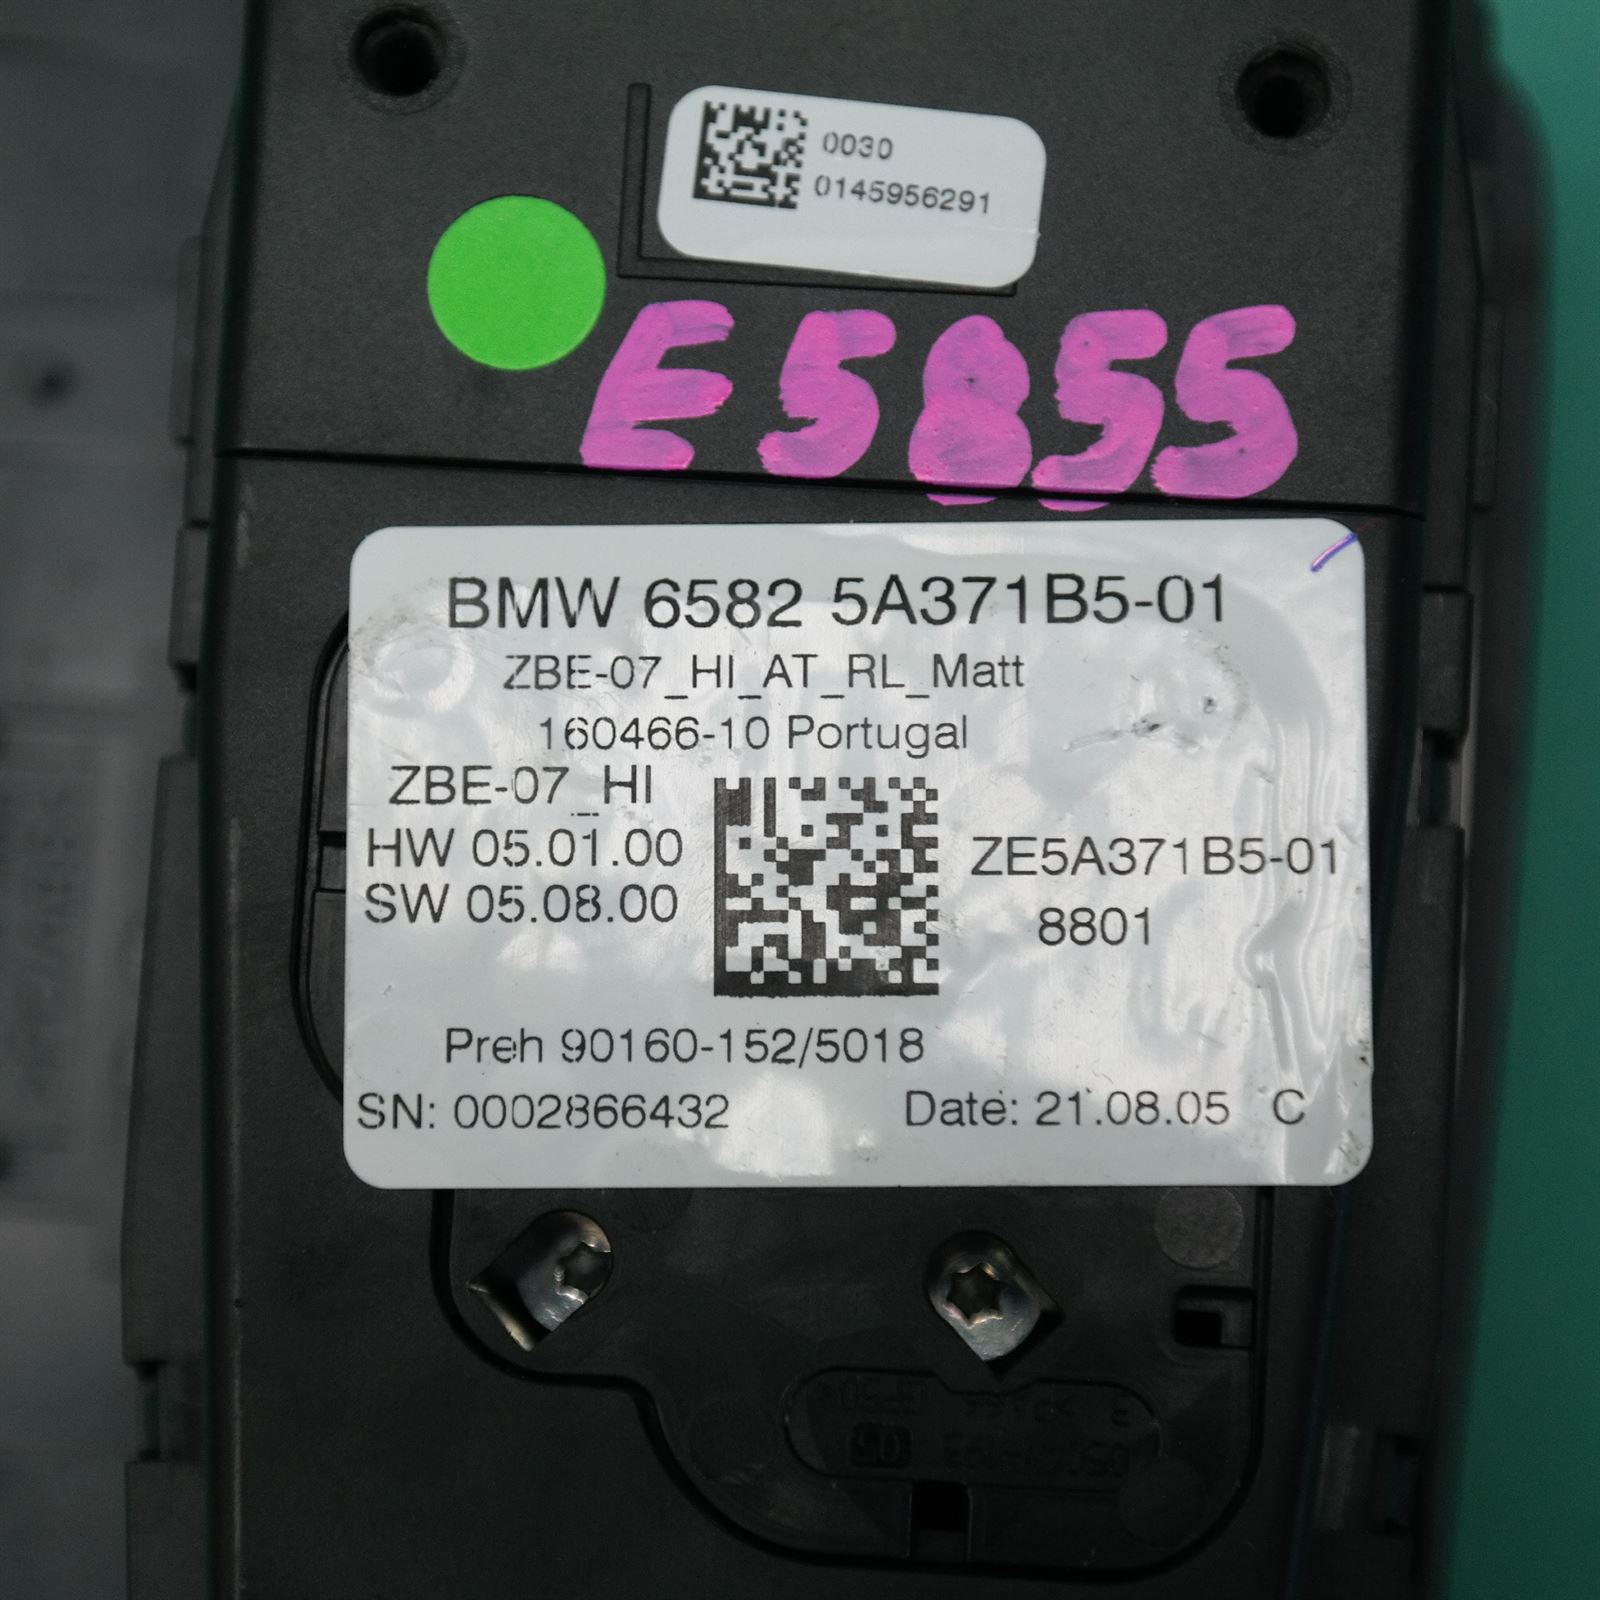 0030
0145956291
E5855
BMW 6582 5A371B5-01
ZBE-07_HI_AT_RL_Matt
160466-10 Portugal
ZBE-07_HI
HW 05.01.00
SW 05.08.00
ZE5A371B5-01
8801
Preh 90160-152/5018
SN: 0002866432 Date: 21.08.05 C